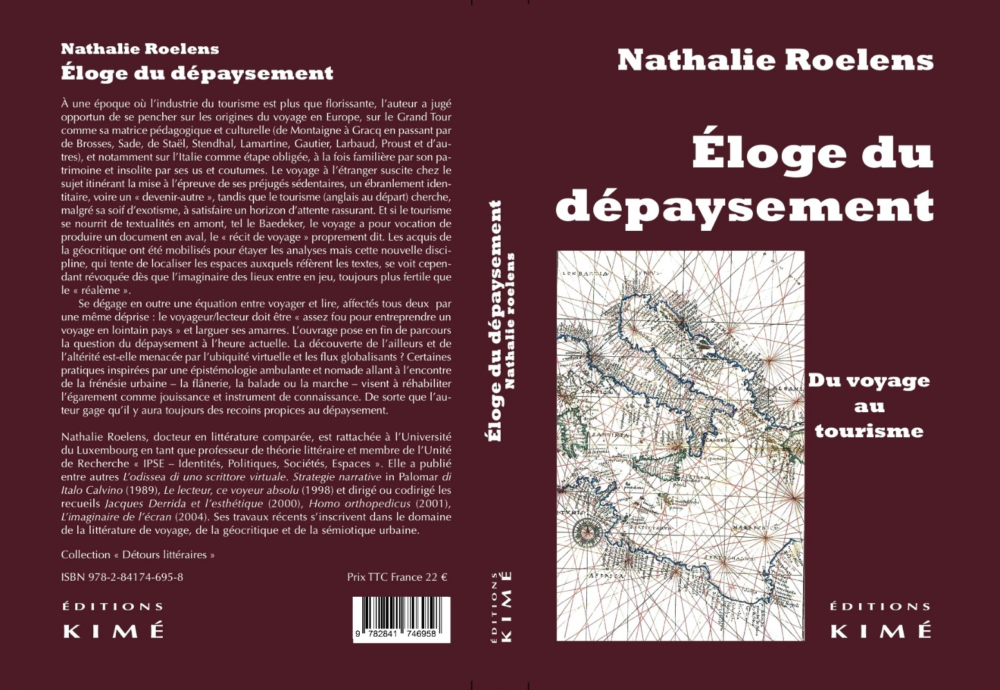 Nathalie Roelens
Éloge du dépaysement
À une époque où l'industrie du tourisme est plus que florissante, l'auteur a jugé
opportun de se pencher sur les origines du voyage en Europe, sur le Grand Tour
comme sa matrice pédagogique et culturelle (de Montaigne à Gracq en passant par
de Brosses, Sade, de Staël, Stendhal, Lamartine, Gautier, Larbaud, Proust et d'au-
tres), et notamment sur l'Italie comme étape obligée, à la fois familière par son pa-
trimoine et insolite par ses us et coutumes. Le voyage à l'étranger suscite chez le
sujet itinérant la mise à l'épreuve de ses préjugés sédentaires, un ébranlement iden-
titaire, voire un « devenir-autre », tandis que le tourisme (anglais au départ) cherche,
malgré sa soif d'exotisme, à satisfaire un horizon d'attente rassurant. Et si le tourisme
se nourrit de textualités en amont, tel le Baedeker, le voyage a pour vocation de
produire un document en aval, le « récit de voyage » proprement dit. Les acquis de
la géocritique ont été mobilisés pour étayer les analyses mais cette nouvelle disci-
pline, qui tente de localiser les espaces auxquels réfèrent les textes, se voit cepen-
dant révoquée dès que l'imaginaire des lieux entre en jeu, toujours plus fertile que
le « réalème ».
Se dégage en outre une équation entre voyager et lire, affectés tous deux par
une même déprise : le voyageur/lecteur doit être « assez fou pour entreprendre un
voyage en lointain pays » et larguer ses amarres. L'ouvrage pose en fin de parcours
la question du dépaysement à l'heure actuelle. La découverte de l'ailleurs et de
l'altérité est-elle menacée par l'ubiquité virtuelle et les flux globalisants ? Certaines
pratiques inspirées par une épistémologie ambulante et nomade allant à l'encontre
de la frénésie urbaine – la flânerie, la balade ou la marche – visent à réhabiliter
l'égarement comme jouissance et instrument de connaissance. De sorte que l'au-
teur gage qu'il y aura toujours des recoins propices au dépaysement.
Nathalie Roelens, docteur en littérature comparée, est rattachée à l'Université
du Luxembourg en tant que professeur de théorie littéraire et membre de l'Unité
de Recherche « IPSE – Identités, Politiques, Sociétés, Espaces ». Elle a publié
entre autres L'odissea di uno scrittore virtuale. Strategie narrative in Palomar di
Italo Calvino (1989), Le lecteur, ce voyeur absolu (1998) et dirigé ou codirigé les
recueils Jacques Derrida et l'esthétique (2000), Homo orthopedicus (2001),
L'imaginaire de l'écran (2004). Ses travaux récents s'inscrivent dans le domaine
de la littérature de voyage, de la géocritique et de la sémiotique urbaine.
Collection « Détours littéraires »
ISBN 978-2-84174-695-8
Prix TTC France 22 €
ÉDITIONS
KIMÉ
9 782841 746958
Éloge du dépaysement
Nathalie roelens
ÉDITIONS
KIMÉ
Nathalie Roelens
Éloge du
dépaysement
LONBARDIA
CORSICA
ALBANI
SARDINIA
CALABRIA
SICILIA
TVNIS
AFFRICA
Du voyage
au
tourisme
ÉDITIONS
KIMÉ